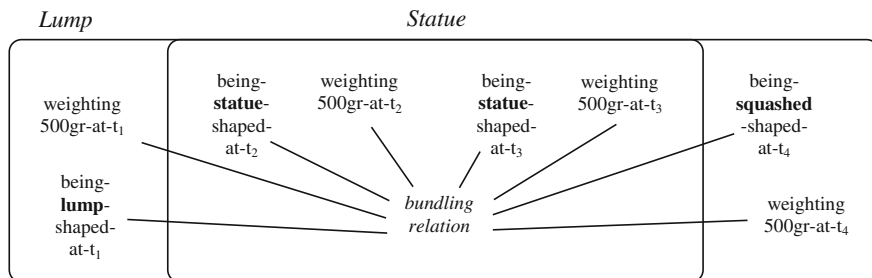 Lump
Statue
weighting
500gr-at-t1
being-
lump-
shaped-
at-t1
being-
statue-
shaped-
at-t2
weighting
500gr-at-t2
being-
statue-
shaped-
at-t3
weighting
500gr-at-t3
bundling
relation
being-
squashed
-shaped-
at-t4
weighting
500gr-at-t4